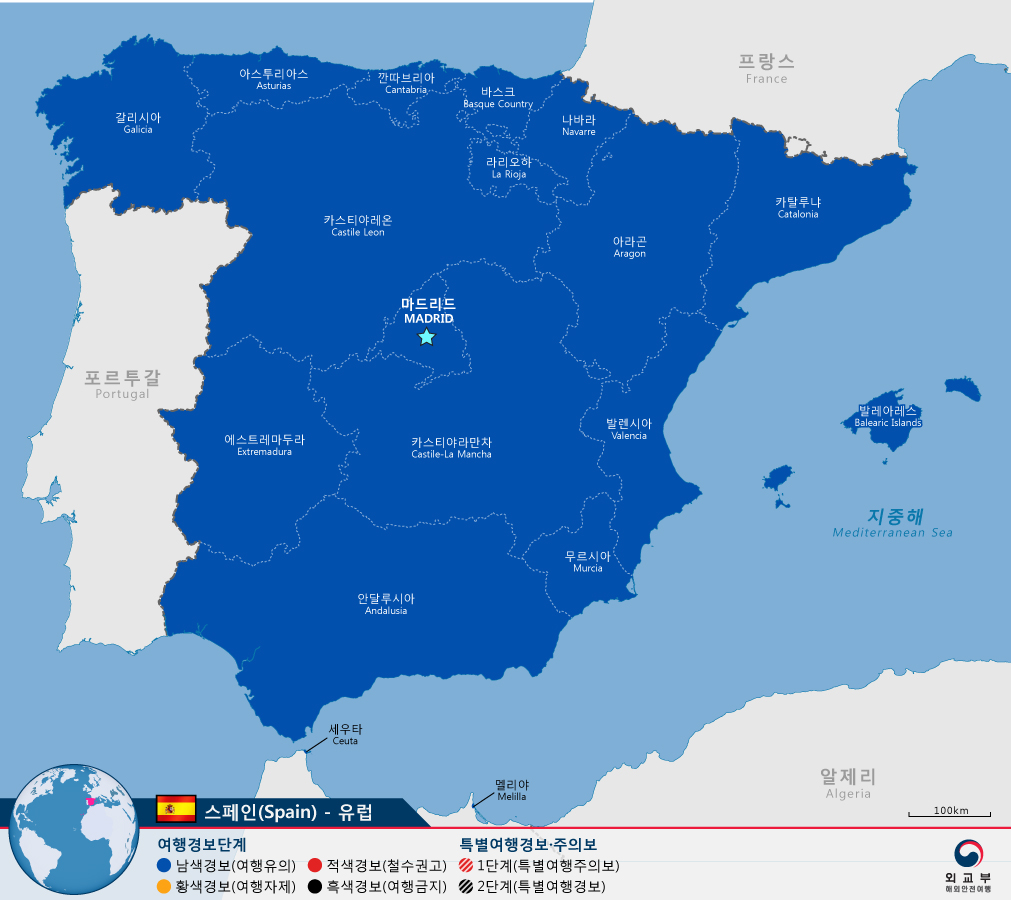 프랑스
France
아스투리아스
Asturias
깐따브리아
Cantabria
바스크
Basque Country
갈리시아
Galicia
나바라
Navarre
라리오하
La Rioja
카스티야레온
Castile Leon
아라곤
Aragon
카탈루냐
Catalonia
마드리드
MADRID
포르투갈
Portugal
에스트레마두라
Extremadura
카스티야라만차
Castile-La Mancha
발렌시아
Valencia
발레아레스
Balearic Islands
지중해
Mediterranean Sea
무르시아
Murcia
안달루시아
Andalusia
세우타
Ceuta
멜리야
Melilla
알제리
Algeria
100km
스페인(Spain) - 유럽
여행경보단계
남색경보(여행유의)
적색경보(철수권고)
황색경보(여행자제)
흑색경보(여행금지)
특별여행경보·주의보
1단계(특별여행주의보)
2단계(특별여행경보)
외교부
해외안전여행